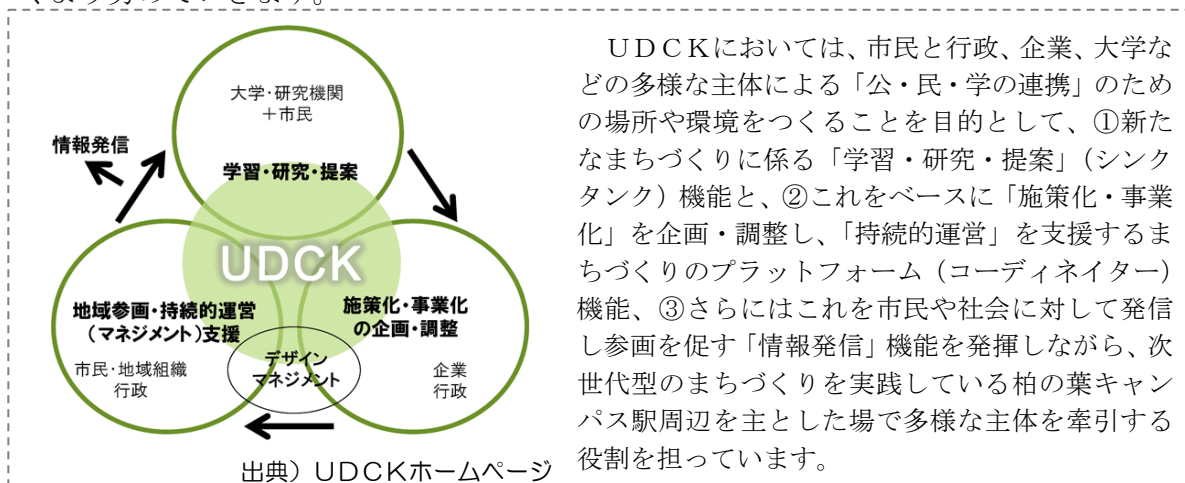 大学・研究機関
＋市民
情報発信
学習・研究・提案
UDCK
地域参画・持続的運営
（マネジメント）支援
施策化・事業化
の企画・調整
デザイン
マネジメント
市民・地域組織
行政
企業
行政
出典）ＵＤＣＫホームページ
ＵＤＣＫにおいては、市民と行政、企業、大学な
どの多様な主体による「公・民・学の連携」のため
の場所や環境をつくることを目的として、①新た
なまちづくりに係る「学習・研究・提案」（シンク
タンク）機能と、②これをベースに「施策化・事業
化」を企画・調整し、「持続的運営」を支援するま
ちづくりのプラットフォーム（コーディネイター）
機能、③さらにはこれを市民や社会に対して発信
し参画を促す「情報発信」機能を発揮しながら、次
世代型のまちづくりを実践している柏の葉キャン
パス駅周辺を主とした場で多様な主体を牽引する
役割を担っています。